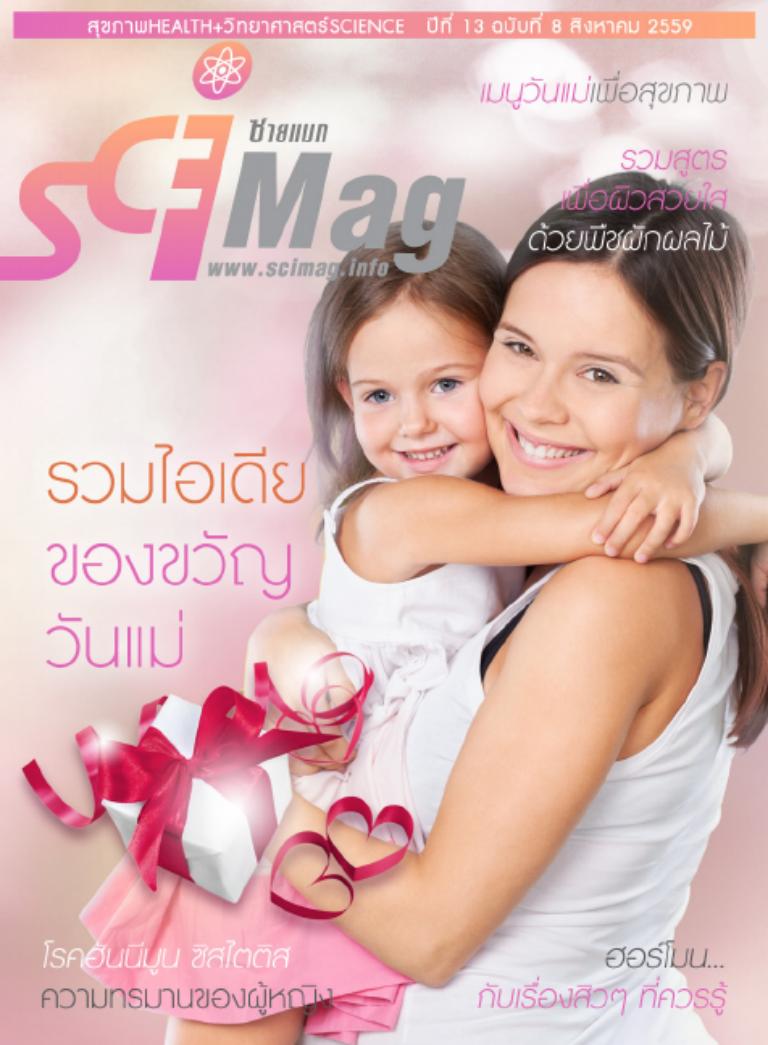 สุขภาพHEALTH+วิทยาศาสตร์SCIENCE ปีที่ 13 ฉบับที่ 8 สิงหาคม 2559
เมนูวันแม่เพื่อสุขภาพ
ซายแมก
sci Mag
www.scimag.info
รวมสูตร
เพื่อผิวสวยใส
ด้วยพืชผักผลไม้
รวมไอเดีย
ของขวัญ
วันแม่
โรคฮันนีมูน ซิสไตติส
ความทรมานของผู้หญิง
ฮอร์โมน...
กับเรื่องสิวๆ ที่ควรรู้